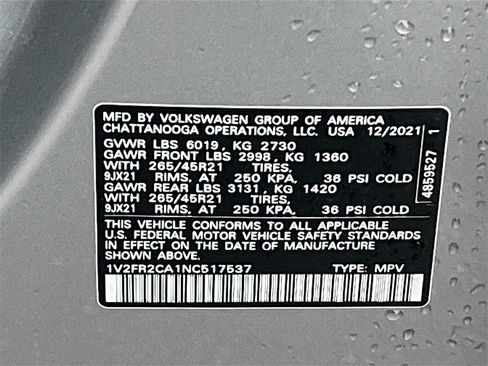 MFD BY VOLKSWAGEN GROUP OF AMERICA
CHATTANOOGA OPERATIONS, LLC. USA 12/2021
GVWR LBS 6019, KG 2730
GAWR FRONT LBS 2998, KG 1360
WITH 265/45R21 TIRES,
9JX21 RIMS, AT 250 KPA, 36 PSI COLD
GAWR REAR LBS 3131, KG 1420
WITH 265/45R21 TIRES,
9JX21 RIMS, AT 250 KPA, 36 PSI COLD
THIS VEHICLE CONFORMS TO ALL APPLICABLE
U.S. FEDERAL MOTOR VEHICLE SAFETY STANDARDS
IN EFFECT ON THE DATE OF MANUFACTURE
SHOWN ABOVE.
1V2FR2CA1NC517537 TYPE: MPV
4859527 1